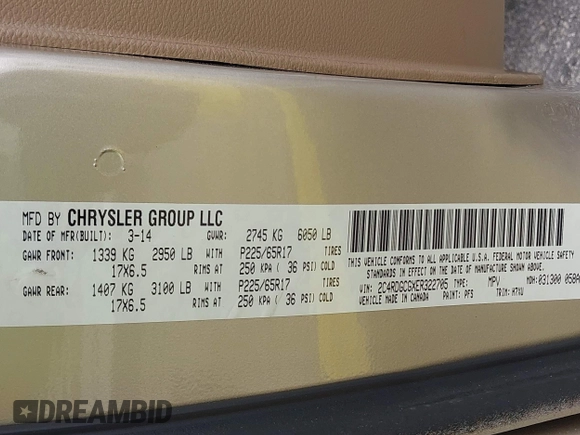 MFD BY CHRYSLER GROUP LLC
DATE OF MFR(BUILT): 3-14 GVWR: 2745 KG 6050 LB
GAWR FRONT: 1339 KG 2950 LB WITH P225/65R17 TIRES
17X6.5 RIMS AT 250 KPA ( 36 PSI) COLD
GAWR REAR: 1407 KG 3100 LB WITH P225/65R17 TIRES
17X6.5 RIMS AT 250 KPA ( 36 PSI) COLD
THIS VEHICLE CONFORMS TO ALL APPLICABLE U.S.A. FEDERAL MOTOR VEHICLE SAFETY
STANDARDS IN EFFECT ON THE DATE OF MANUFACTURE SHOWN ABOVE.
VIN: 2C4RDGCGXER322705 TYPE: MPV MDH: 031300 058A
VEHICLE MADE IN CANADA PAINT: PFS TRIM: H7XU
DREAMBID